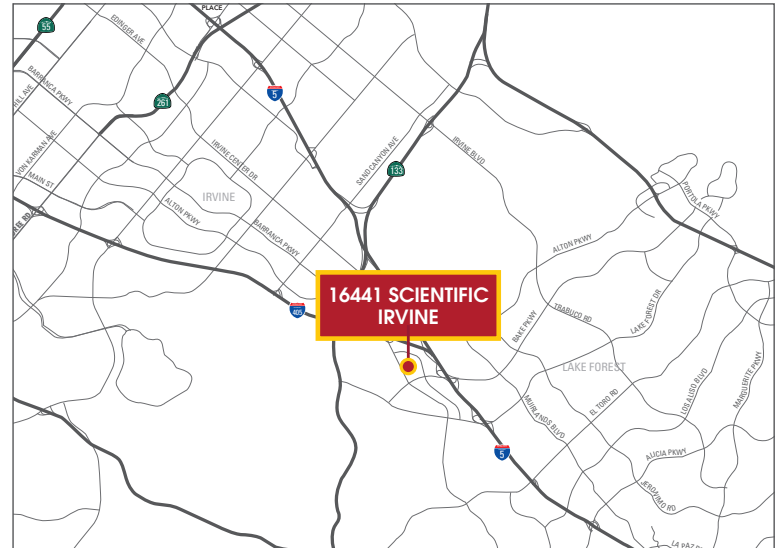 PLACE
55
EDINGER AVE
BARRANCA PKWY
261
5
HILL AVE
VON KARMAN AVE
MAIN ST
IRVINE CENTER DR
SAND CANYON AVE
IRVINE BLVD
133
IRVINE
ALTON PKWY
BARRANCA PKWY
PORTOLA PKWY
ALTON PKWY
16441 SCIENTIFIC
IRVINE
405
BAKE PKWY
TRABUCO RD
LAKE FOREST DR
LAKE FOREST
LOS ALISO BLVD
MARGUERITE PKWY
MUIRLANDS BLVD
EL TORO RD
5
ALICIA PKWY
JERONIMO RD
LA PAZ